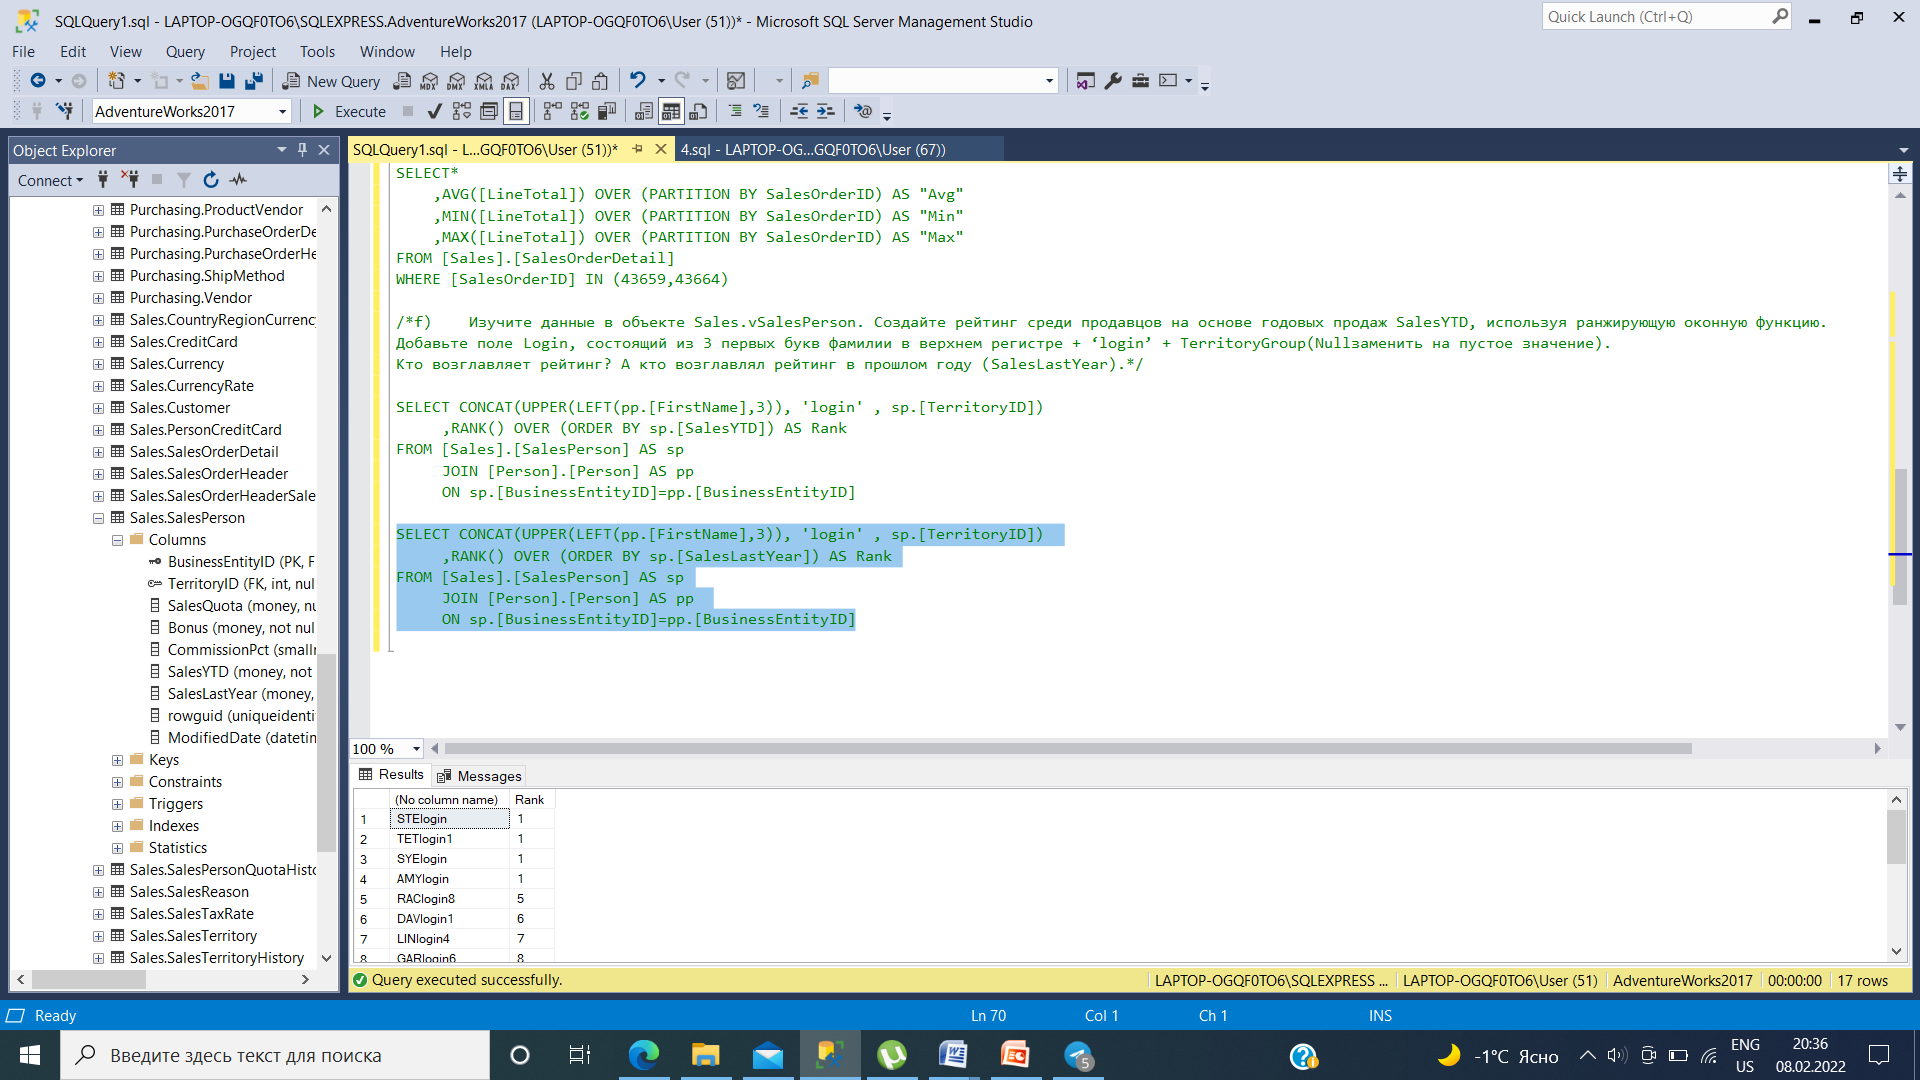 SQLQuery1.sql - LAPTOP-OGQF0TO6\SQLEXPRESS.AdventureWorks2017 (LAPTOP-OGQF0TO6\User (51))* - Microsoft SQL Server Management Studio
Quick Launch (Ctrl+Q)
File Edit View Query Project Tools Window Help
New Query
MDX DMX XMLA DAX
AdventureWorks2017
Execute
Object Explorer
Connect
Purchasing.ProductVendor
Purchasing.PurchaseOrderDe
Purchasing.PurchaseOrderHe
Purchasing.ShipMethod
Purchasing.Vendor
Sales.CountryRegionCurrenc
Sales.CreditCard
Sales.Currency
Sales.CurrencyRate
Sales.Customer
Sales.PersonCreditCard
Sales.SalesOrderDetail
Sales.SalesOrderHeader
Sales.SalesOrderHeaderSale
Sales.SalesPerson
Columns
BusinessEntityID (PK, F
TerritoryID (FK, int, nul
SalesQuota (money, nu
Bonus (money, not nul
CommissionPct (smallr
SalesYTD (money, not
SalesLastYear (money,
rowguid (uniqueidenti
ModifiedDate (datetin
Keys
Constraints
Triggers
Indexes
Statistics
Sales.SalesPersonQuotaHisto
Sales.SalesReason
Sales.SalesTaxRate
Sales.SalesTerritory
Sales.SalesTerritoryHistory
SQLQuery1.sql - L...GQF0TO6\User (51))* 4.sql - LAPTOP-OG...GQF0TO6\User (67))
SELECT*
,AVG([LineTotal]) OVER (PARTITION BY SalesOrderID) AS "Avg"
,MIN([LineTotal]) OVER (PARTITION BY SalesOrderID) AS "Min"
,MAX([LineTotal]) OVER (PARTITION BY SalesOrderID) AS "Max"
FROM [Sales].[SalesOrderDetail]
WHERE [SalesOrderID] IN (43659,43664)
/*f) Изучите данные в объекте Sales.vSalesPerson. Создайте рейтинг среди продавцов на основе годовых продаж SalesYTD, используя ранжирующую оконную функцию.
Добавьте поле Login, состоящий из 3 первых букв фамилии в верхнем регистре + ‘login’ + TerritoryGroup(Nullзаменить на пустое значение).
Кто возглавляет рейтинг? А кто возглавлял рейтинг в прошлом году (SalesLastYear).*/
SELECT CONCAT(UPPER(LEFT(pp.[FirstName],3)), 'login' , sp.[TerritoryID])
,RANK() OVER (ORDER BY sp.[SalesYTD]) AS Rank
FROM [Sales].[SalesPerson] AS sp
JOIN [Person].[Person] AS pp
ON sp.[BusinessEntityID]=pp.[BusinessEntityID]
SELECT CONCAT(UPPER(LEFT(pp.[FirstName],3)), 'login' , sp.[TerritoryID])
,RANK() OVER (ORDER BY sp.[SalesLastYear]) AS Rank
FROM [Sales].[SalesPerson] AS sp
JOIN [Person].[Person] AS pp
ON sp.[BusinessEntityID]=pp.[BusinessEntityID]
100 %
Results Messages
(No column name) Rank
1 STElogin 1
2 TETlogin1 1
3 SYElogin 1
4 AMYlogin 1
5 RAClogin8 5
6 DAVlogin1 6
7 LINlogin4 7
8 GARlogin6 8
Query executed successfully. LAPTOP-OGQF0TO6\SQLEXPRESS ... LAPTOP-OGQF0TO6\User (51) AdventureWorks2017 00:00:00 17 rows
Ready Ln 70 Col 1 Ch 1 INS
Введите здесь текст для поиска
5
-1°C Ясно
ENG
US
20:36
08.02.2022